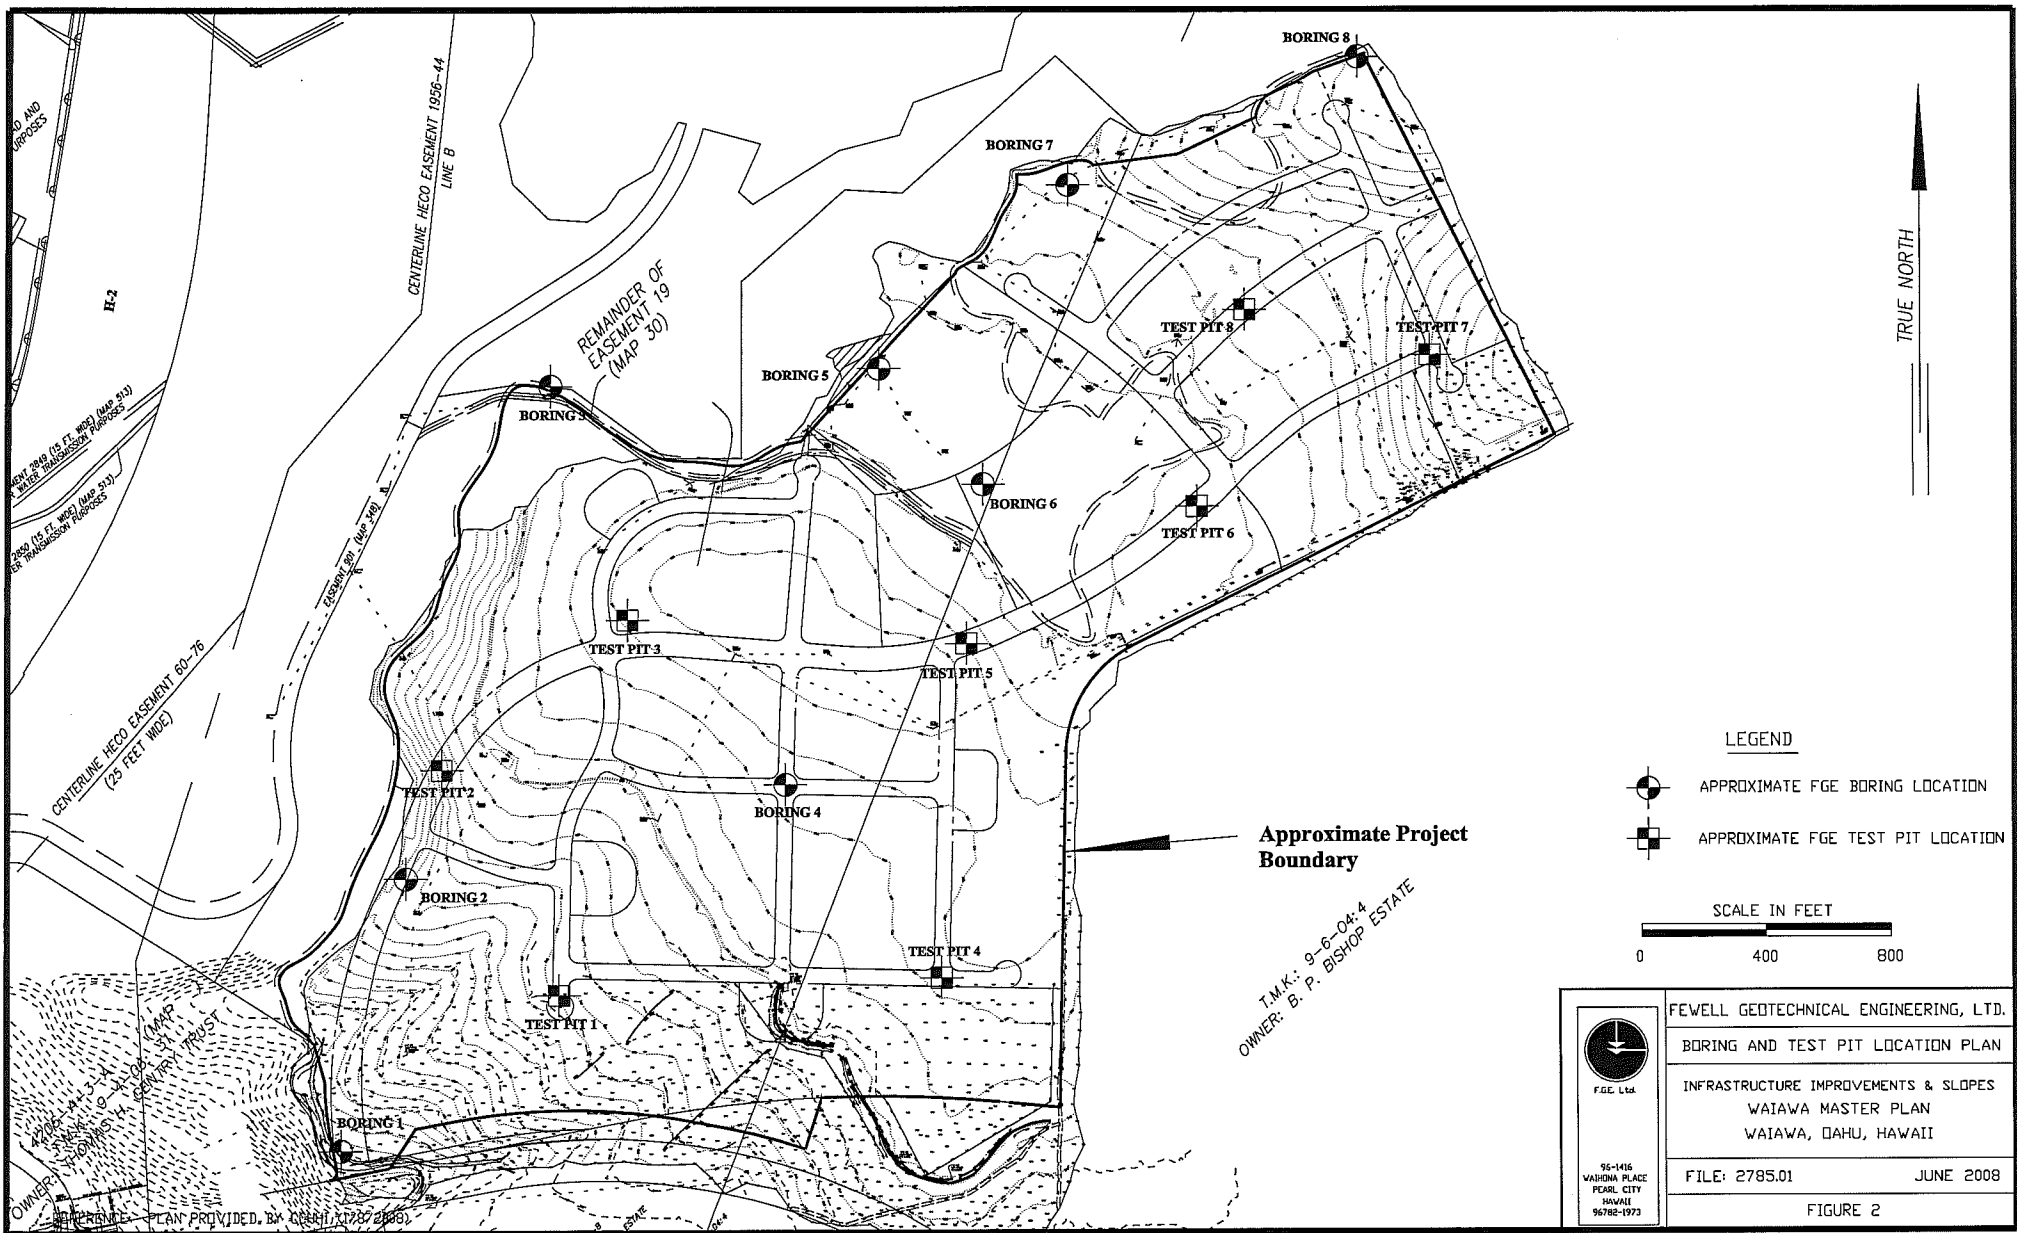 BORING 8
BORING 7
CENTERLINE HECO EASEMENT 1956-44
LINE B
H-2
REMAINDER OF
EASEMENT 19
(MAP 30)
TRUE NORTH
TEST PIT 8
TEST PIT 7
BORING 5
BORING 3
BORING 6
TEST PIT 6
EASEMENT 901 (MAP 348)
TEST PIT 3
TEST PIT 5
CENTERLINE HECO EASEMENT 60-76
(25 FEET WIDE)
TEST PIT 2
BORING 4
BORING 2
Approximate Project
Boundary
TEST PIT 4
T.M.K.: 9-6-04: 4
OWNER: B. P. BISHOP ESTATE
TEST PIT 1
BORING 1
LEGEND
APPROXIMATE FGE BORING LOCATION
APPROXIMATE FGE TEST PIT LOCATION
SCALE IN FEET
0 400 800
FEWELL GEOTECHNICAL ENGINEERING, LTD.
BORING AND TEST PIT LOCATION PLAN
INFRASTRUCTURE IMPROVEMENTS & SLOPES
WAIAWA MASTER PLAN
WAIAWA, OAHU, HAWAII
FILE: 2785.01 JUNE 2008
FIGURE 2
F.G.E. Ltd.
96-1416
WAIHONA PLACE
PEARL CITY
HAWAII
96782-1973
PLAN PROVIDED BY